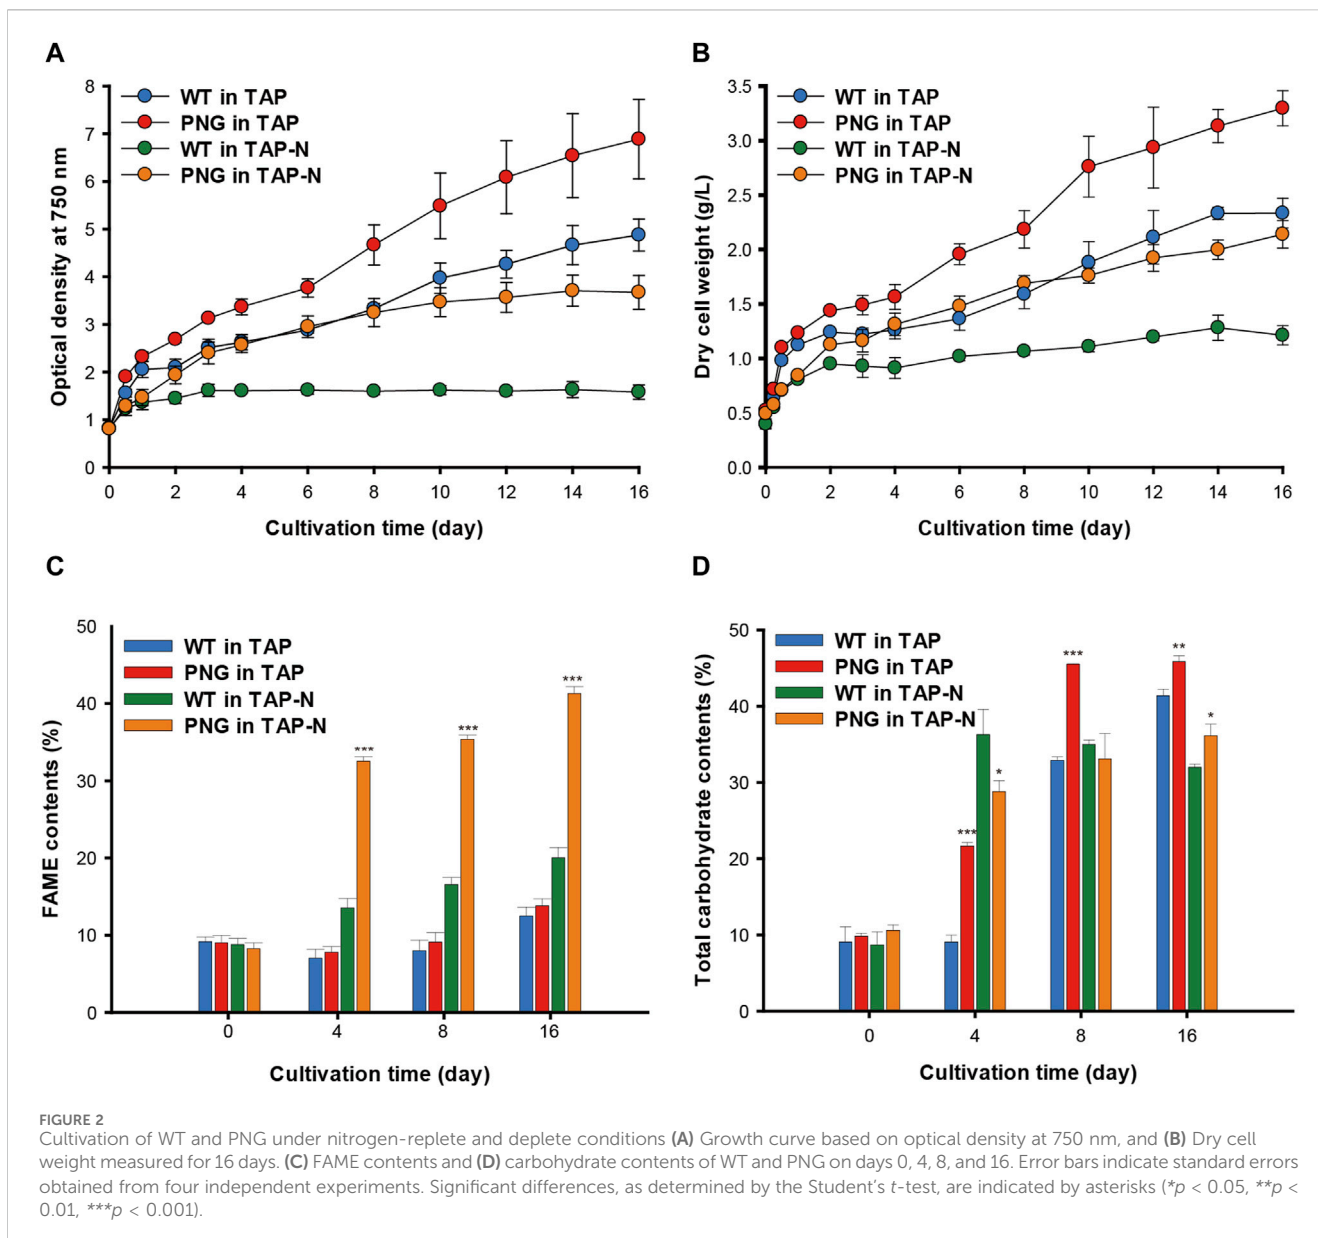 A
8
7
6
5
4
3
2
1
0
Optical density at 750 nm
WT in TAP
PNG in TAP
WT in TAP-N
PNG in TAP-N
0 2 4 6 8 10 12 14 16
Cultivation time (day)
B
3.5
3.0
2.5
2.0
1.5
1.0
0.5
0.0
Dry cell weight (g/L)
WT in TAP
PNG in TAP
WT in TAP-N
PNG in TAP-N
0 2 4 6 8 10 12 14 16
Cultivation time (day)
C
50
40
30
20
10
0
FAME contents (%)
WT in TAP
PNG in TAP
WT in TAP-N
PNG in TAP-N
***
***
***
0 4 8 16
Cultivation time (day)
D
50
40
30
20
10
0
Total carbohydrate contents (%)
WT in TAP
PNG in TAP
WT in TAP-N
PNG in TAP-N
***
*
***
**
*
0 4 8 16
Cultivation time (day)
FIGURE 2
Cultivation of WT and PNG under nitrogen-replete and deplete conditions (A) Growth curve based on optical density at 750 nm, and (B) Dry cell
weight measured for 16 days. (C) FAME contents and (D) carbohydrate contents of WT and PNG on days 0, 4, 8, and 16. Error bars indicate standard errors
obtained from four independent experiments. Significant differences, as determined by the Student's t-test, are indicated by asterisks (*p < 0.05, **p <
0.01, ***p < 0.001).